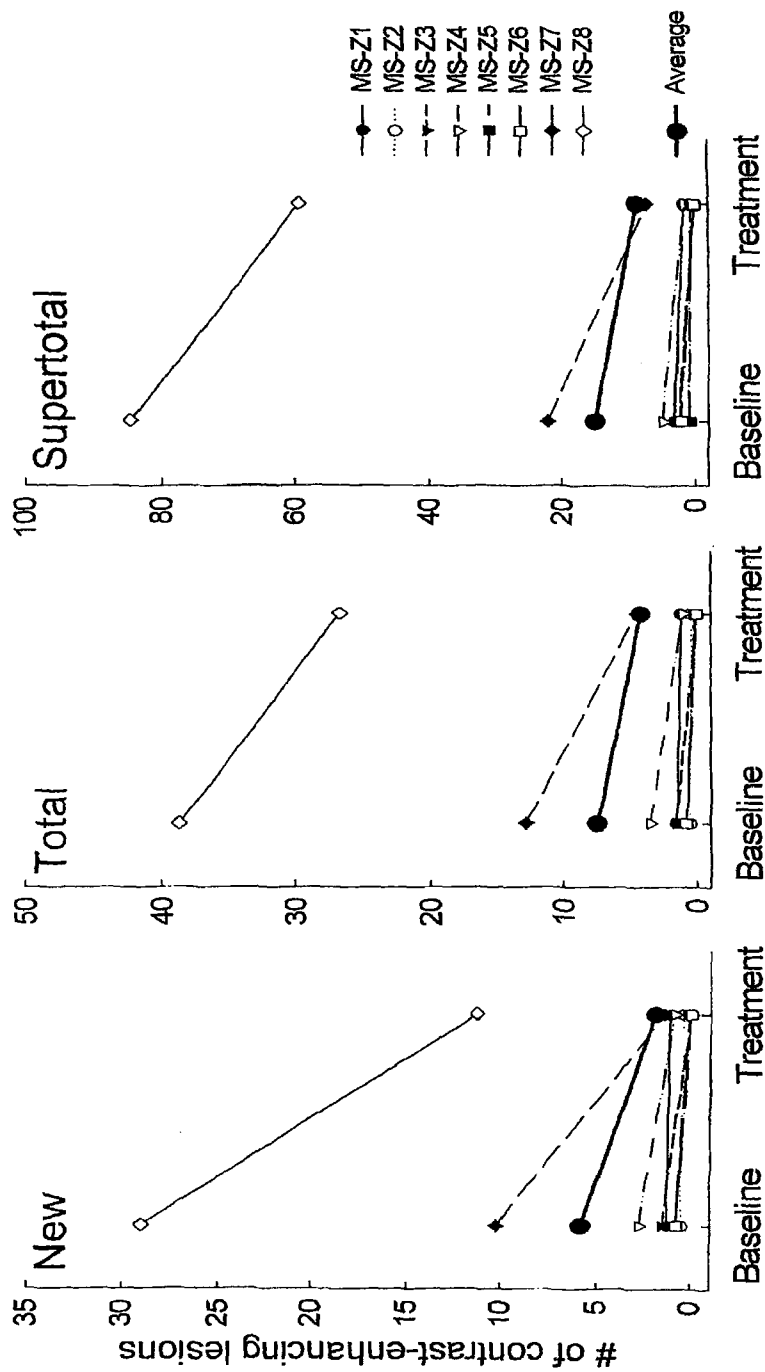 # of contrast-enhancing lesions
New
35
30
25
20
15
10
5
0
Baseline
Treatment
Total
50
40
30
20
10
0
Baseline
Treatment
Supertotal
100
80
60
40
20
0
Baseline
Treatment
MS-Z1
MS-Z2
MS-Z3
MS-Z4
MS-Z5
MS-Z6
MS-Z7
MS-Z8
Average